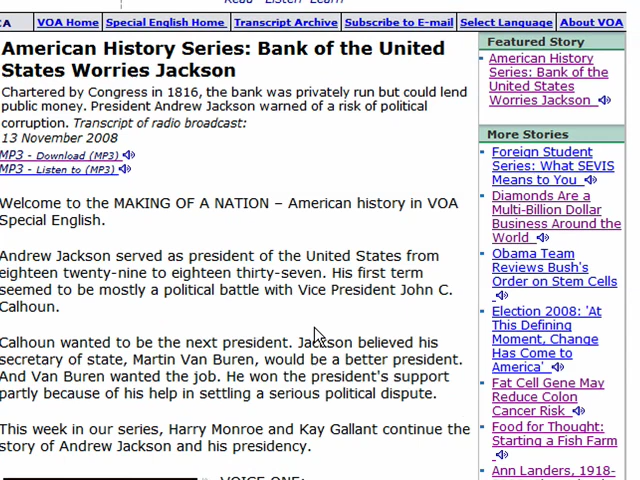 Read · Listen · Learn
CA
VOA Home
Special English Home
Transcript Archive
Subscribe to E-mail
Select Language
About VOA
American History Series: Bank of the United
States Worries Jackson
Chartered by Congress in 1816, the bank was privately run but could lend
public money. President Andrew Jackson warned of a risk of political
corruption. Transcript of radio broadcast:
13 November 2008
MP3 - Download (MP3)
MP3 - Listen to (MP3)
Welcome to the MAKING OF A NATION – American history in VOA
Special English.
Andrew Jackson served as president of the United States from
eighteen twenty-nine to eighteen thirty-seven. His first term
seemed to be mostly a political battle with Vice President John C.
Calhoun.
Calhoun wanted to be the next president. Jackson believed his
secretary of state, Martin Van Buren, would be a better president.
And Van Buren wanted the job. He won the president's support
partly because of his help in settling a serious political dispute.
This week in our series, Harry Monroe and Kay Gallant continue the
story of Andrew Jackson and his presidency.
VOICE ONE:
Featured Story
American History
Series: Bank of the
United States
Worries Jackson
More Stories
Foreign Student
Series: What SEVIS
Means to You
Diamonds Are a
Multi-Billion Dollar
Business Around the
World
Obama Team
Reviews Bush's
Order on Stem Cells
Election 2008: 'At
This Defining
Moment, Change
Has Come to
America'
Fat Cell Gene May
Reduce Colon
Cancer Risk
Food for Thought:
Starting a Fish Farm
Ann Landers, 1918-